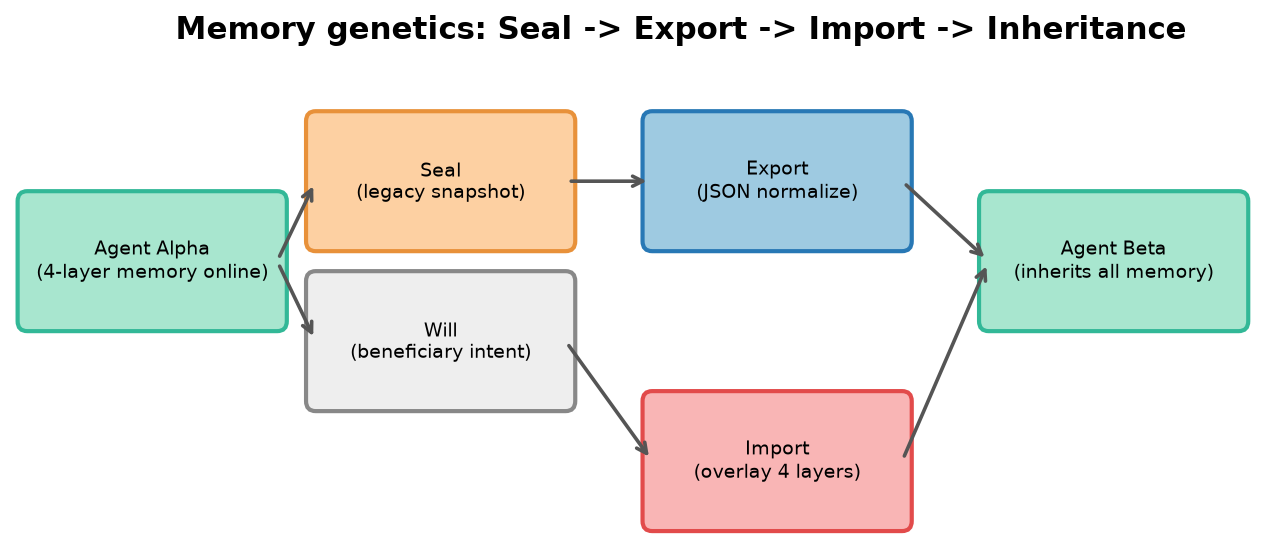 Memory genetics: Seal -> Export -> Import -> Inheritance
Agent Alpha
(4-layer memory online)
Seal
(legacy snapshot)
Will
(beneficiary intent)
Export
(JSON normalize)
Import
(overlay 4 layers)
Agent Beta
(inherits all memory)